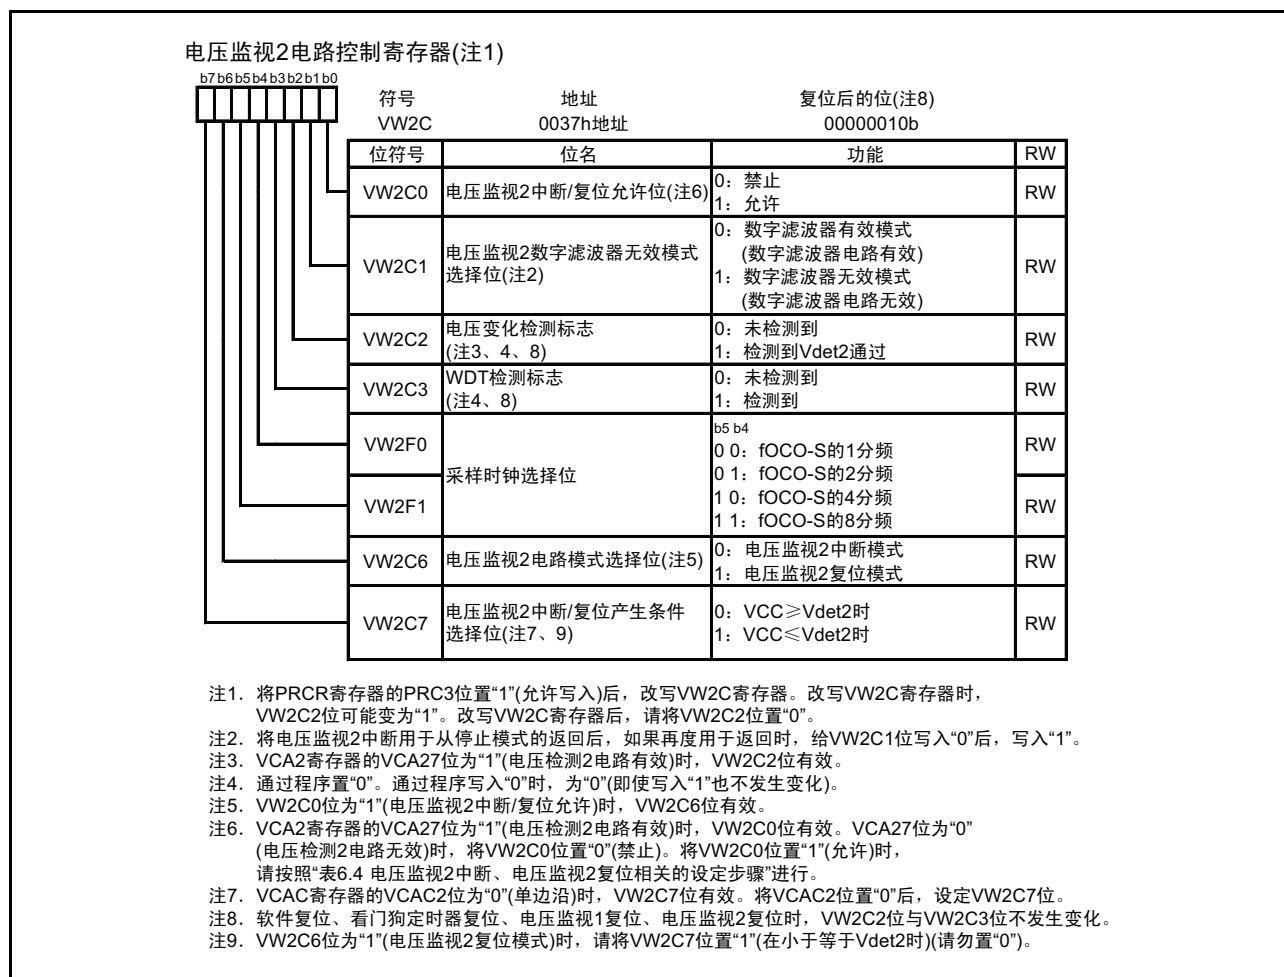 电压监视2电路控制寄存器(注1)
b7 b6 b5 b4 b3 b2 b1 b0
符号 地址 复位后的位(注8)
VW2C 0037h地址 00000010b
位符号 位名 功能 RW
VW2C0 电压监视2中断/复位允许位(注6) 0：禁止
1：允许 RW
VW2C1 电压监视2数字滤波器无效模式
选择位(注2) 0：数字滤波器有效模式
(数字滤波器电路有效)
1：数字滤波器无效模式
(数字滤波器电路无效) RW
VW2C2 电压变化检测标志
(注3、4、8) 0：未检测到
1：检测到Vdet2通过 RW
VW2C3 WDT检测标志
(注4、8) 0：未检测到
1：检测到 RW
VW2F0 采样时钟选择位 b5 b4
0 0：fOCO-S的1分频
0 1：fOCO-S的2分频 RW
VW2F1 1 0：fOCO-S的4分频
1 1：fOCO-S的8分频 RW
VW2C6 电压监视2电路模式选择位(注5) 0：电压监视2中断模式
1：电压监视2复位模式 RW
VW2C7 电压监视2中断/复位产生条件
选择位(注7、9) 0：VCC≥Vdet2时
1：VCC≤Vdet2时 RW
注1．将PRCR寄存器的PRC3位置“1”(允许写入)后，改写VW2C寄存器。改写VW2C寄存器时，
VW2C2位可能变为“1”。改写VW2C寄存器后，请将VW2C2位置“0”。
注2．将电压监视2中断用于从停止模式的返回后，如果再度用于返回时，给VW2C1位写入“0”后，写入“1”。
注3．VCA2寄存器的VCA27位为“1”(电压检测2电路有效)时，VW2C2位有效。
注4．通过程序置“0”。通过程序写入“0”时，为“0”(即使写入“1”也不发生变化)。
注5．VW2C0位为“1”(电压监视2中断/复位允许)时，VW2C6位有效。
注6．VCA2寄存器的VCA27位为“1”(电压检测2电路有效)时，VW2C0位有效。VCA27位为“0”
(电压检测2电路无效)时，将VW2C0位置“0”(禁止)。将VW2C0位置“1”(允许)时，
请按照“表6.4 电压监视2中断、电压监视2复位相关的设定步骤”进行。
注7．VCAC寄存器的VCAC2位为“0”(单边沿)时，VW2C7位有效。将VCAC2位置“0”后，设定VW2C7位。
注8．软件复位、看门狗定时器复位、电压监视1复位、电压监视2复位时，VW2C2位与VW2C3位不发生变化。
注9．VW2C6位为“1”(电压监视2复位模式)时，请将VW2C7位置“1”(在小于等于Vdet2时)(请勿置“0”)。